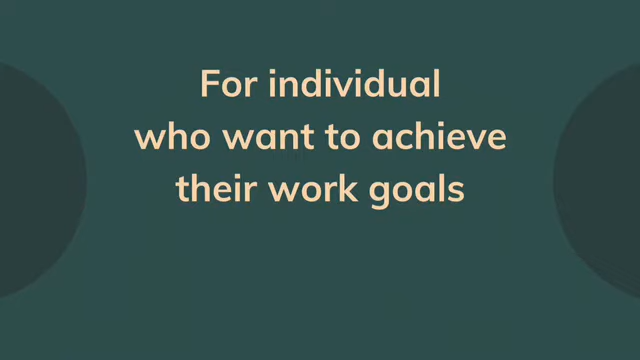 For individual
who want to achieve
their work goals